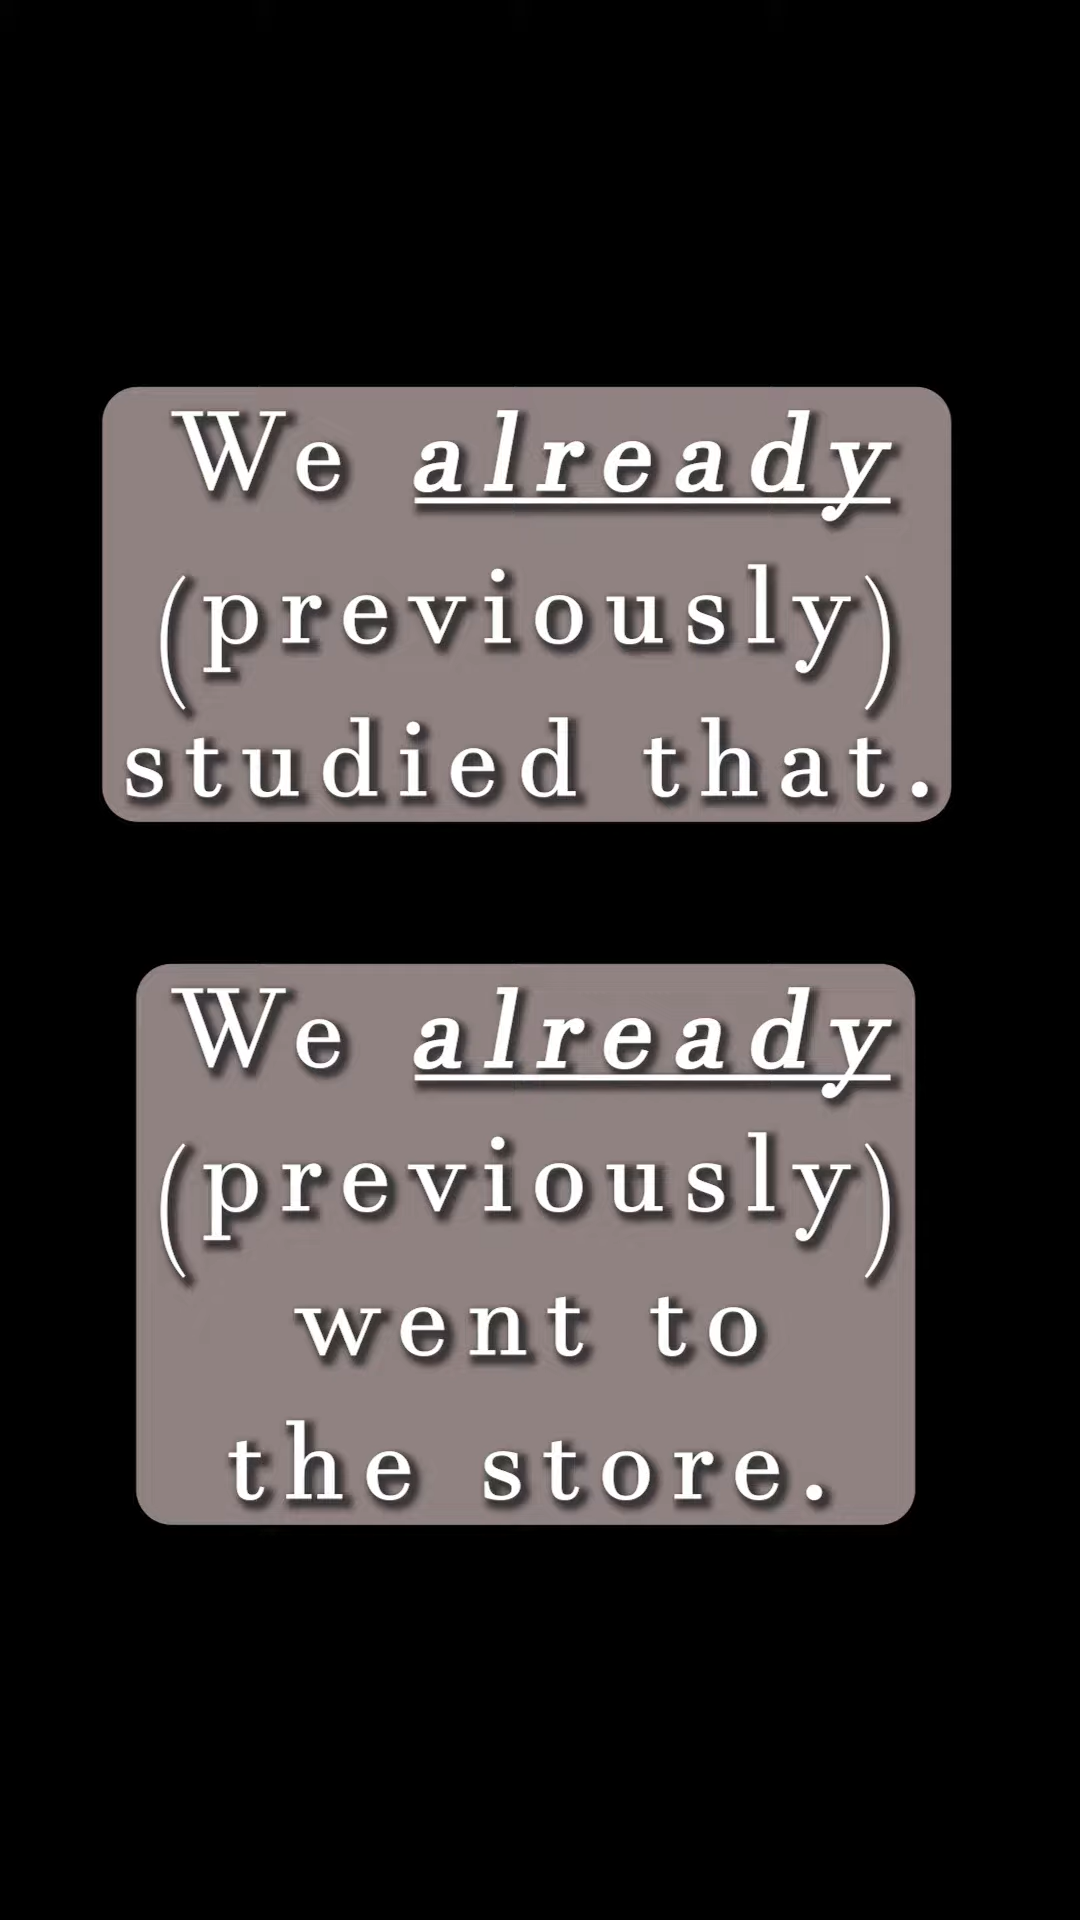 We already
(previously)
studied that.
We already
(previously)
went to
the store.